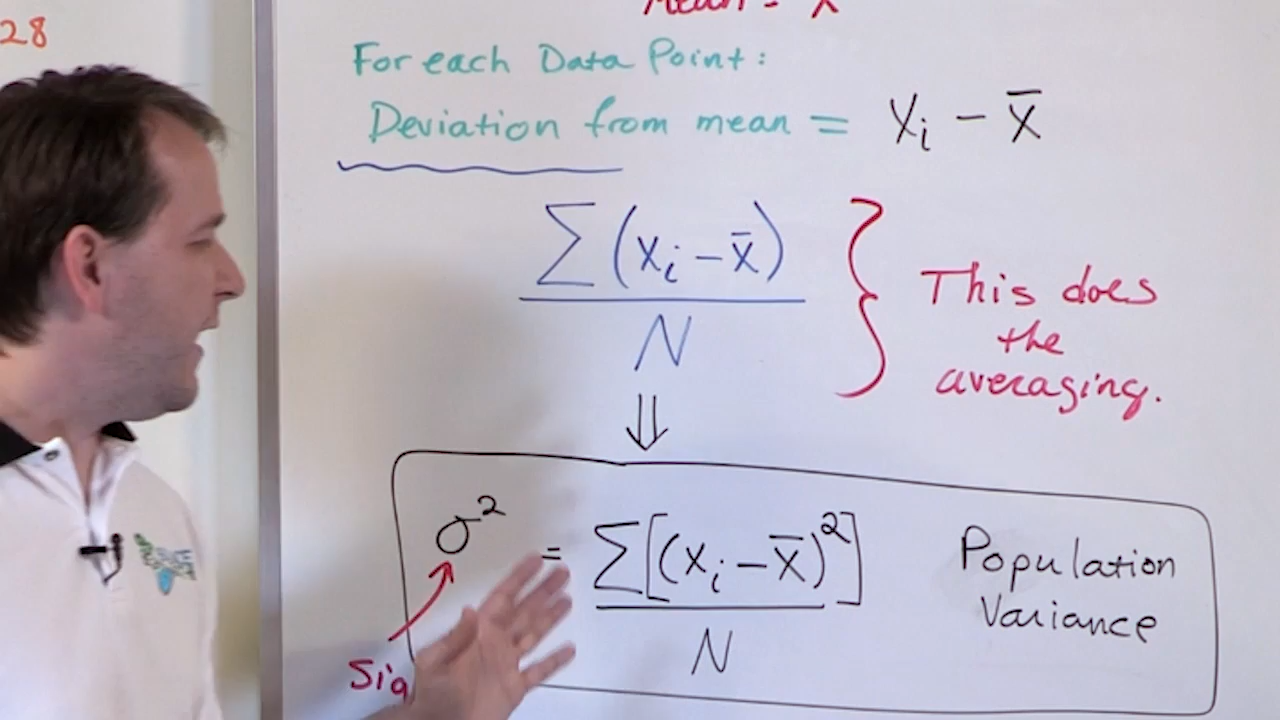 28
Mean = x̄
For each Data Point:
Deviation from mean = Xi - X̄
Σ(xi - x̄)
N
This does
the
averaging.
⇓
σ² = Σ[(xi - x̄)²]
N
Population
Variance
Sig